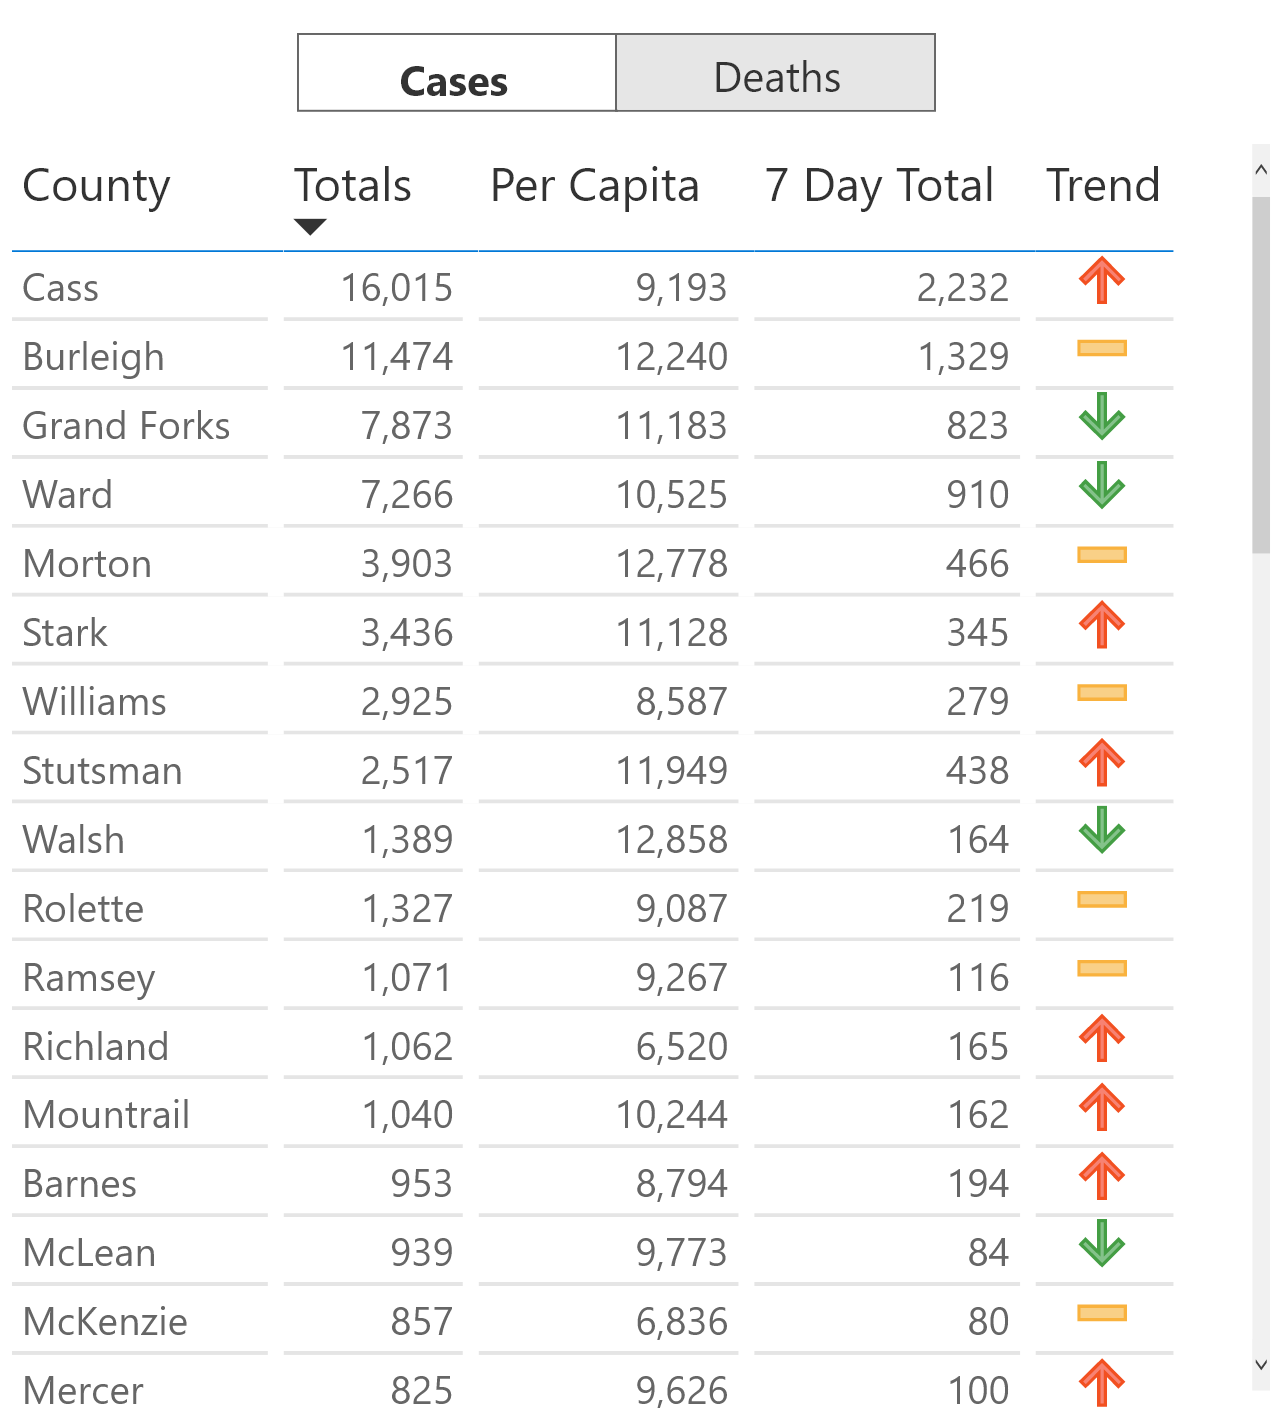 Cases Deaths
County Totals Per Capita 7 Day Total Trend
Cass 16,015 9,193 2,232
Burleigh 11,474 12,240 1,329
Grand Forks 7,873 11,183 823
Ward 7,266 10,525 910
Morton 3,903 12,778 466
Stark 3,436 11,128 345
Williams 2,925 8,587 279
Stutsman 2,517 11,949 438
Walsh 1,389 12,858 164
Rolette 1,327 9,087 219
Ramsey 1,071 9,267 116
Richland 1,062 6,520 165
Mountrail 1,040 10,244 162
Barnes 953 8,794 194
McLean 939 9,773 84
McKenzie 857 6,836 80
Mercer 825 9,626 100